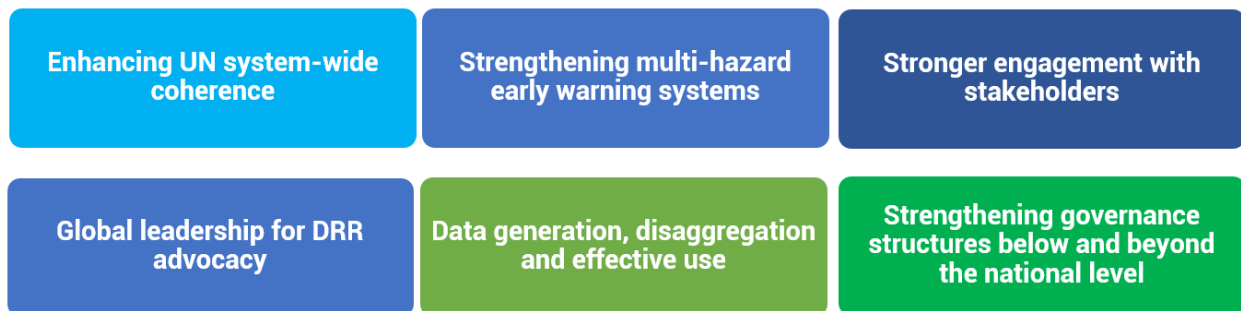 Enhancing UN system-wide
coherence
Strengthening multi-hazard
early warning systems
Stronger engagement with
stakeholders
Global leadership for DRR
advocacy
Data generation, disaggregation
and effective use
Strengthening governance
structures below and beyond
the national level